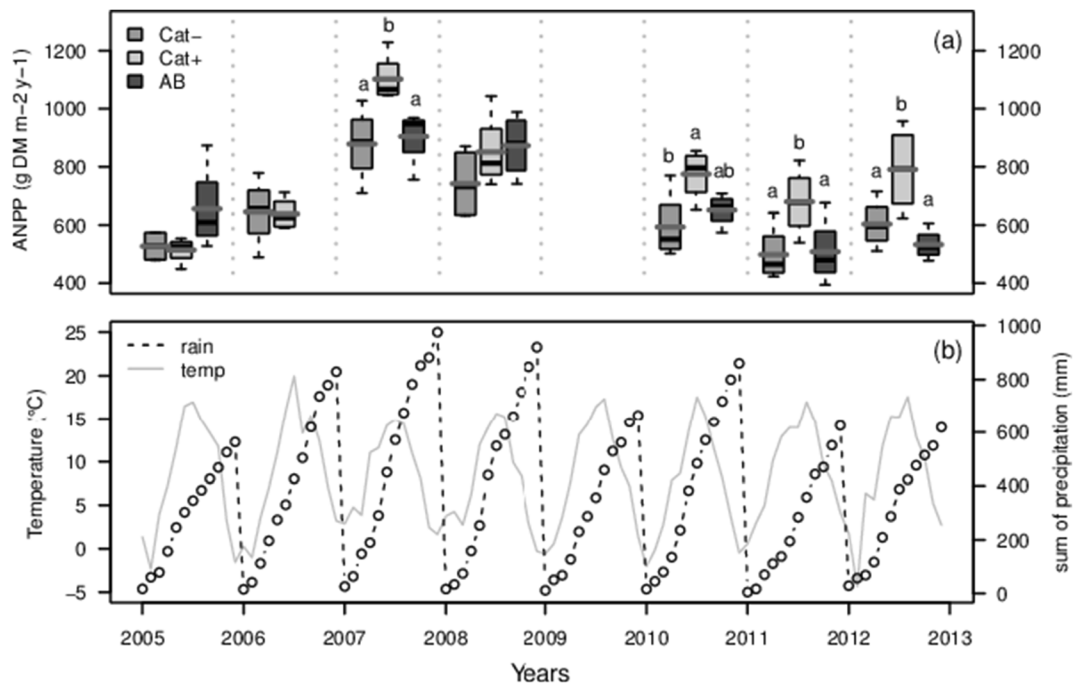 (a)
Cat−
Cat+
AB
ANPP (g DM m−2 y−1)
1200
1000
800
600
400
1200
1000
800
600
400
a
b
a
b
a
ab
a
b
a
a
b
a
(b)
rain
temp
Temperature (°C)
25
20
15
10
5
0
−5
sum of precipitation (mm)
1000
800
600
400
200
0
2005 2006 2007 2008 2009 2010 2011 2012 2013
Years